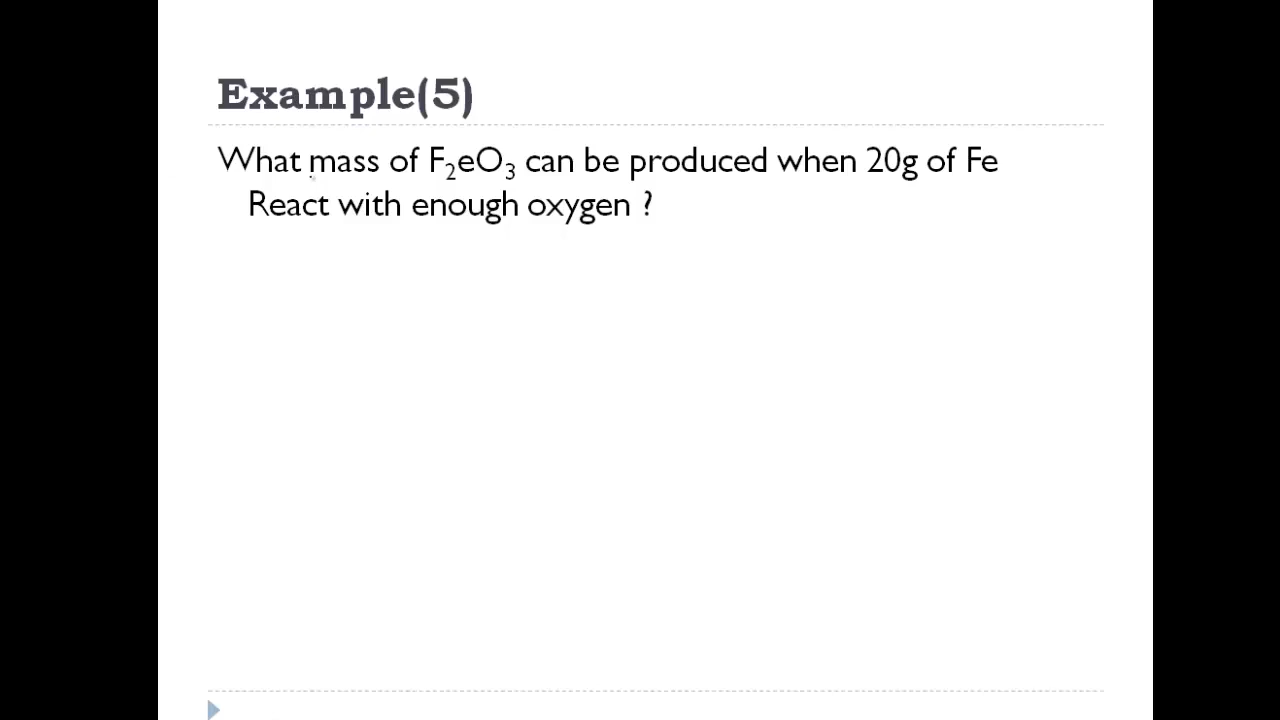 Example(5)
What mass of F₂eO₃ can be produced when 20g of Fe
React with enough oxygen ?